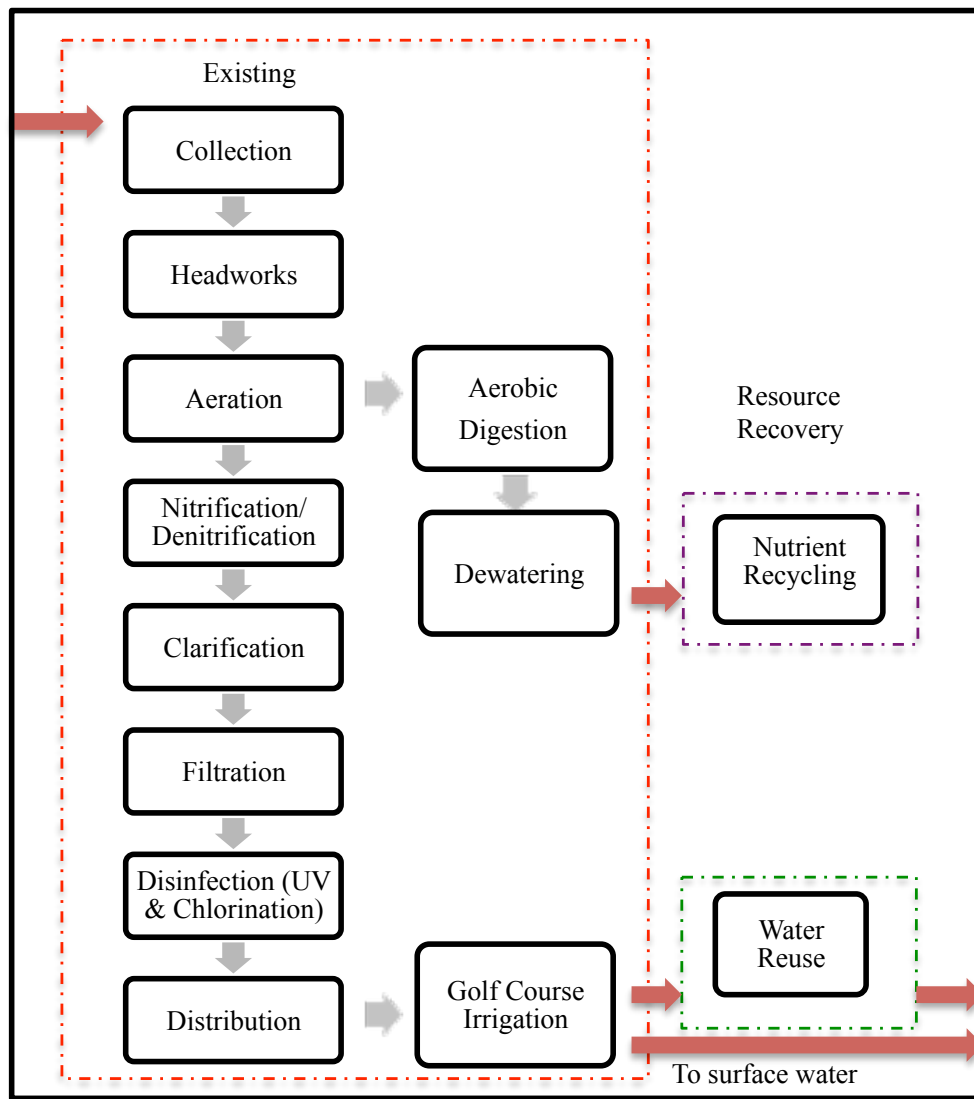 Existing
Collection
Headworks
Aeration
Aerobic
Digestion
Resource
Recovery
Nitrification/
Denitrification
Dewatering
Nutrient
Recycling
Clarification
Filtration
Disinfection (UV
& Chlorination)
Water
Reuse
Distribution
Golf Course
Irrigation
To surface water